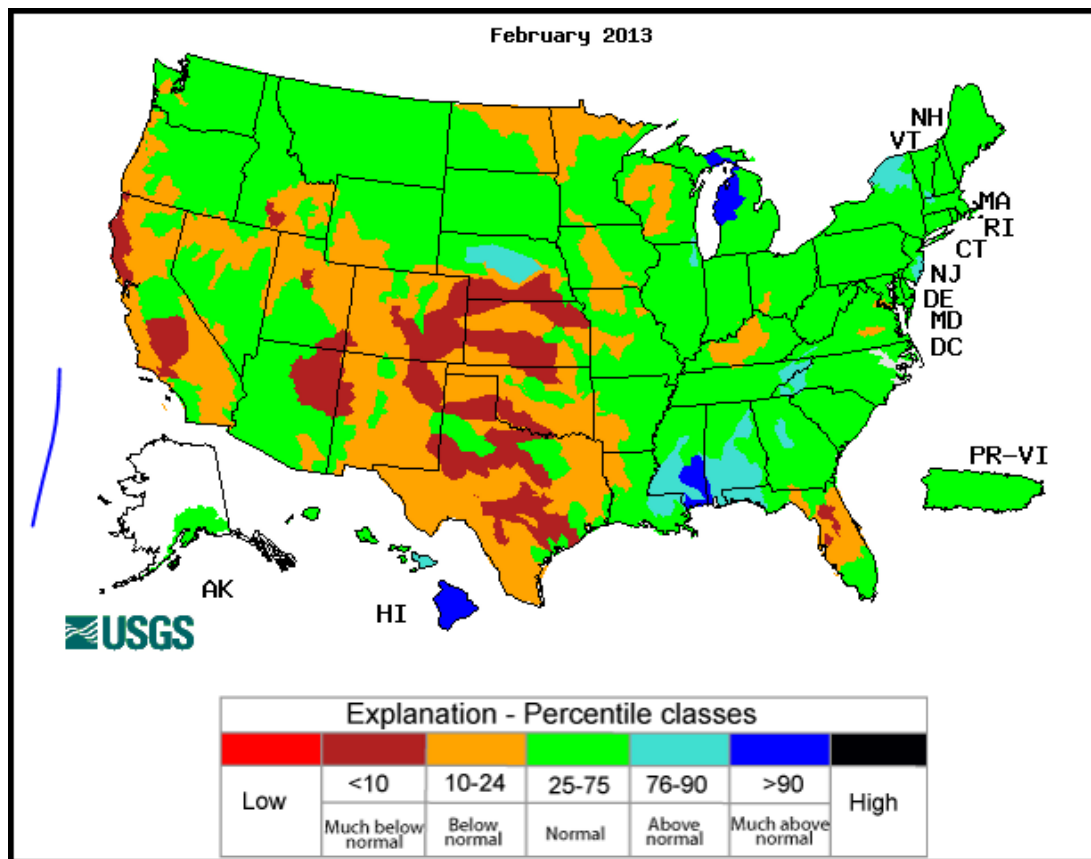 February 2013
NH
VT
MA
RI
CT
NJ
DE
MD
DC
PR-VI
AK
HI
USGS
Explanation - Percentile classes
Low <10 10-24 25-75 76-90 >90 High
Much below normal Below normal Normal Above normal Much above normal